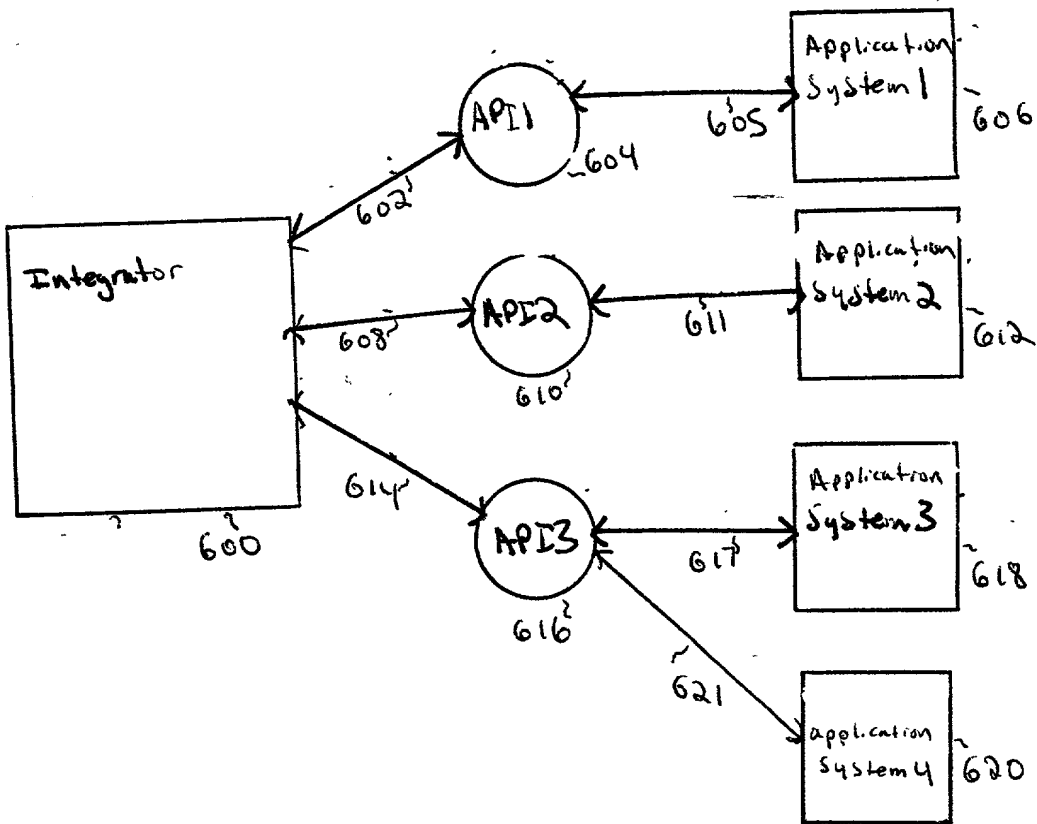 Application
System 1
API1
605
606
604
602
Integrator
Application
System 2
API2
611
608
612
610
Application
System 3
614
API3
617
600
618
616
621
application
System 4
620